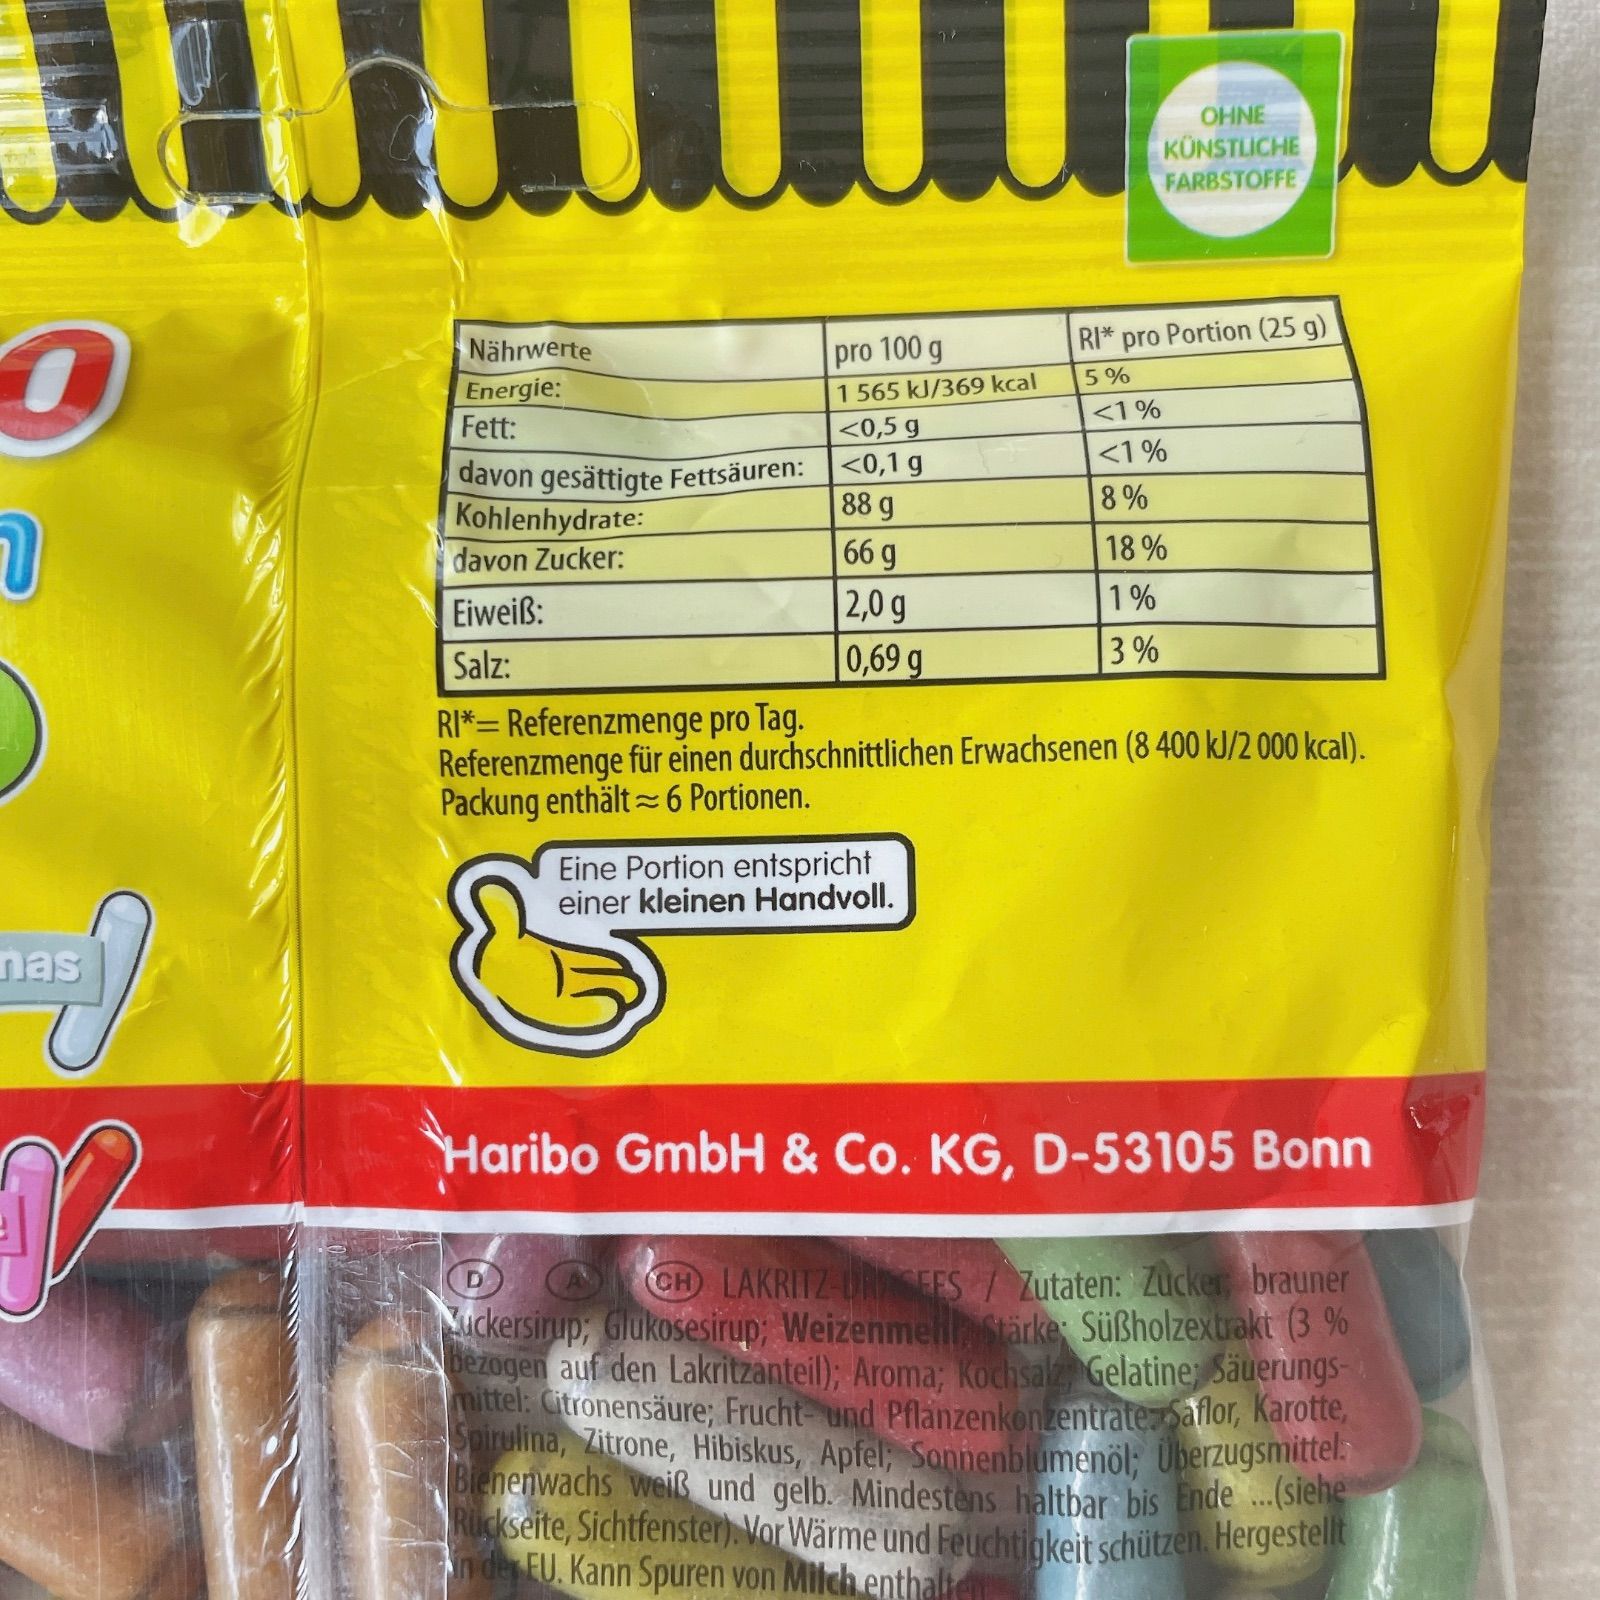 OHNE
KÜNSTLICHE
FARBSTOFFE
Nährwerte pro 100 g RI* pro Portion (25 g)
Energie: 1 565 kJ/369 kcal 5 %
Fett: <0,5 g <1 %
davon gesättigte Fettsäuren: <0,1 g <1 %
Kohlenhydrate: 88 g 8 %
davon Zucker: 66 g 18 %
Eiweiß: 2,0 g 1 %
Salz: 0,69 g 3 %
RI*= Referenzmenge pro Tag.
Referenzmenge für einen durchschnittlichen Erwachsenen (8 400 kJ/2 000 kcal).
Packung enthält ≈ 6 Portionen.
Eine Portion entspricht
einer kleinen Handvoll.
nas
Haribo GmbH & Co. KG, D-53105 Bonn
D A CH LAKRITZ-DRAGEES / Zutaten: Zucker; brauner
Zuckersirup; Glukosesirup; Weizenmehl; Stärke; Süßholzextrakt (3 %
bezogen auf den Lakritzanteil); Aroma; Kochsalz; Gelatine; Säuerungs-
mittel: Citronensäure; Frucht- und Pflanzenkonzentrate: Saflor, Karotte,
Spirulina, Zitrone, Hibiskus, Apfel; Sonnenblumenöl; Überzugsmittel:
Bienenwachs weiß und gelb. Mindestens haltbar bis Ende ...(siehe
Rückseite, Sichtfenster). Vor Wärme und Feuchtigkeit schützen. Hergestellt
in der EU. Kann Spuren von Milch enthalten